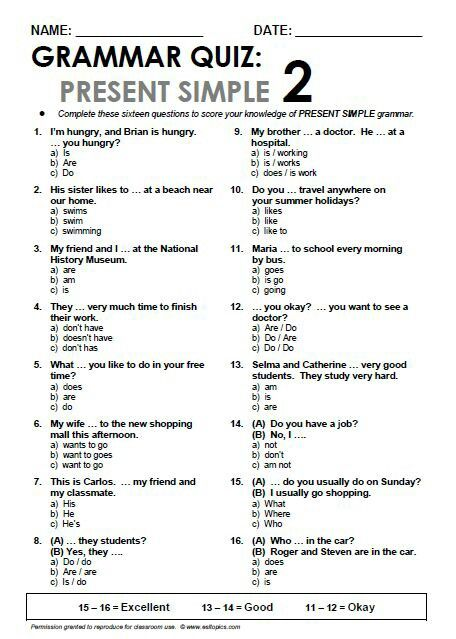 NAME: ____________________ DATE: ____________________
GRAMMAR QUIZ:
PRESENT SIMPLE 2
● Complete these sixteen questions to score your knowledge of PRESENT SIMPLE grammar.
1. I'm hungry, and Brian is hungry.
… you hungry?
a) Is
b) Are
c) Do
2. His sister likes to … at a beach near
our home.
a) swims
b) swim
c) swimming
3. My friend and I … at the National
History Museum.
a) are
b) am
c) is
4. They … very much time to finish
their work.
a) don't have
b) doesn't have
c) don't has
5. What … you like to do in your free
time?
a) does
b) are
c) do
6. My wife … to the new shopping
mall this afternoon.
a) wants to go
b) want to goes
c) want to go
7. This is Carlos. … my friend and
my classmate.
a) His
b) He
c) He's
8. (A) … they students?
(B) Yes, they ….
a) Do / do
b) Are / are
c) Is / do
9. My brother … a doctor. He … at a
hospital.
a) is / working
b) is / works
c) does / is work
10. Do you … travel anywhere on
your summer holidays?
a) likes
b) like
c) like to
11. Maria … to school every morning
by bus.
a) goes
b) is go
c) going
12. … you okay? … you want to see a
doctor?
a) Are / Do
b) Do / Are
c) Do / Do
13. Selma and Catherine … very good
students. They study very hard.
a) am
b) is
c) are
14. (A) Do you have a job?
(B) No, I ….
a) not
b) don't
c) am not
15. (A) … do you usually do on Sunday?
(B) I usually go shopping.
a) What
b) Where
c) Who
16. (A) Who … in the car?
(B) Roger and Steven are in the car.
a) does
b) are
c) is
15 – 16 = Excellent 13 – 14 = Good 11 – 12 = Okay
Permission granted to reproduce for classroom use. www.esltopics.com